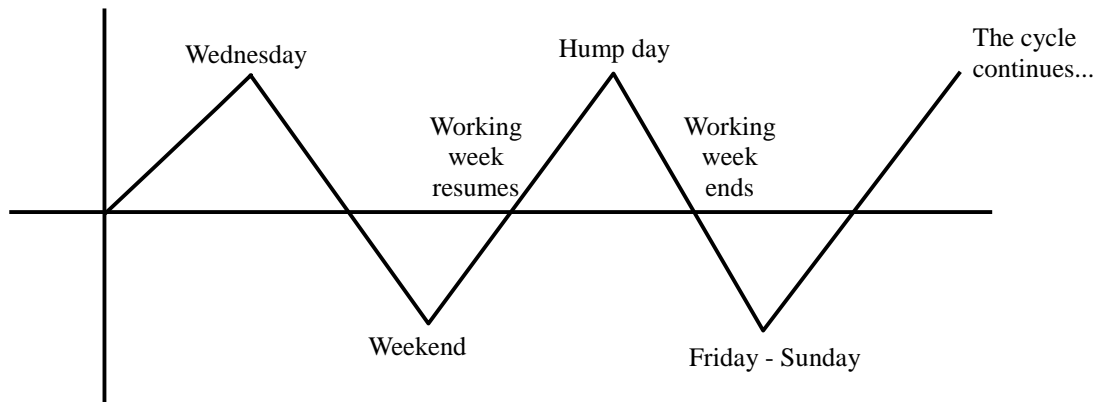 Wednesday
Hump day
The cycle
continues...
Working
week
resumes
Working
week
ends
Weekend
Friday - Sunday